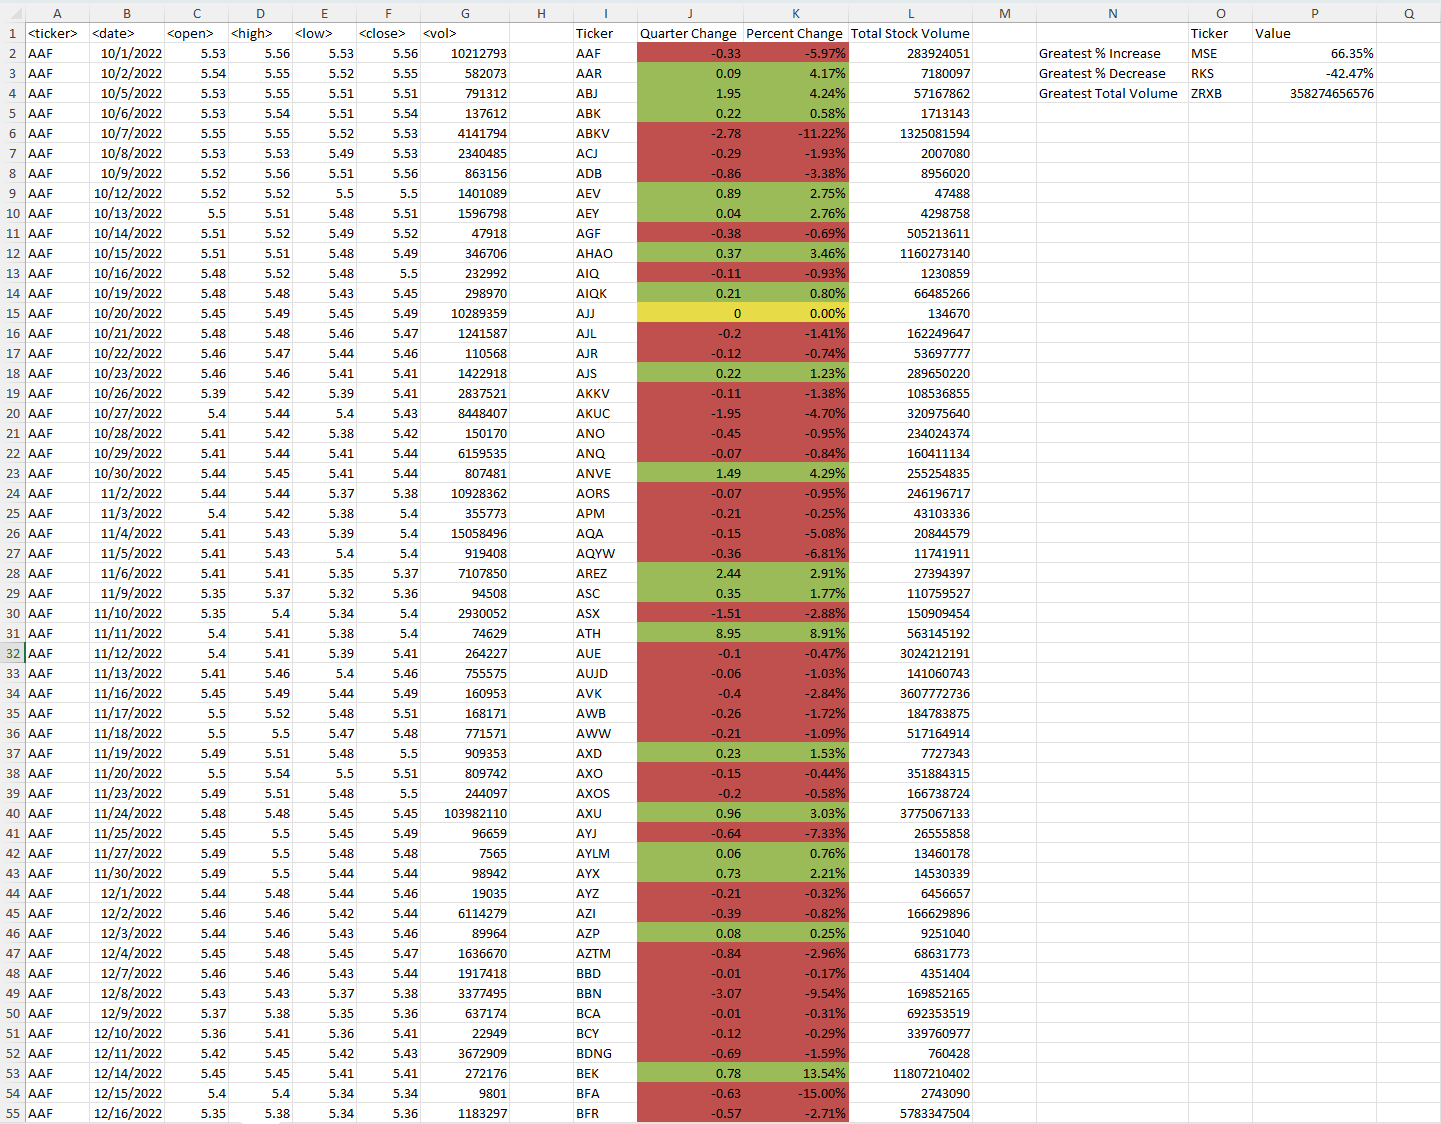 A B C D E F G H I J K L M N O P Q
1 <ticker> <date> <open> <high> <low> <close> <vol> Ticker Quarter Change Percent Change Total Stock Volume Ticker Value
2 AAF 10/1/2022 5.53 5.56 5.53 5.56 10212793 AAF -0.33 -5.97% 283924051 Greatest % Increase MSE 66.35%
3 AAF 10/2/2022 5.54 5.55 5.52 5.55 582073 AAR 0.09 4.17% 7180097 Greatest % Decrease RKS -42.47%
4 AAF 10/5/2022 5.53 5.55 5.51 5.51 791312 ABJ 1.95 4.24% 57167862 Greatest Total Volume ZRXB 358274656576
5 AAF 10/6/2022 5.53 5.54 5.51 5.54 137612 ABK 0.22 0.58% 1713143
6 AAF 10/7/2022 5.55 5.55 5.52 5.53 4141794 ABKV -2.78 -11.22% 1325081594
7 AAF 10/8/2022 5.53 5.53 5.49 5.53 2340485 ACJ -0.29 -1.93% 2007080
8 AAF 10/9/2022 5.52 5.56 5.51 5.56 863156 ADB -0.86 -3.38% 8956020
9 AAF 10/12/2022 5.52 5.52 5.5 5.5 1401089 AEV 0.89 2.75% 47488
10 AAF 10/13/2022 5.5 5.51 5.48 5.51 1596798 AEY 0.04 2.76% 4298758
11 AAF 10/14/2022 5.51 5.52 5.49 5.52 47918 AGF -0.38 -0.69% 505213611
12 AAF 10/15/2022 5.51 5.51 5.48 5.49 346706 AHAO 0.37 3.46% 1160273140
13 AAF 10/16/2022 5.48 5.52 5.48 5.5 232992 AIQ -0.11 -0.93% 1230859
14 AAF 10/19/2022 5.48 5.48 5.43 5.45 298970 AIQK 0.21 0.80% 66485266
15 AAF 10/20/2022 5.45 5.49 5.45 5.49 10289359 AJJ 0 0.00% 134670
16 AAF 10/21/2022 5.48 5.48 5.46 5.47 1241587 AJL -0.2 -1.41% 162249647
17 AAF 10/22/2022 5.46 5.47 5.44 5.46 110568 AJR -0.12 -0.74% 53697777
18 AAF 10/23/2022 5.46 5.46 5.41 5.41 1422918 AJS 0.22 1.23% 289650220
19 AAF 10/26/2022 5.39 5.42 5.39 5.41 2837521 AKKV -0.11 -1.38% 108536855
20 AAF 10/27/2022 5.4 5.44 5.4 5.43 8448407 AKUC -1.95 -4.70% 320975640
21 AAF 10/28/2022 5.41 5.42 5.38 5.42 150170 ANO -0.45 -0.95% 234024374
22 AAF 10/29/2022 5.41 5.44 5.41 5.44 6159535 ANQ -0.07 -0.84% 160411134
23 AAF 10/30/2022 5.44 5.45 5.41 5.44 807481 ANVE 1.49 4.29% 255254835
24 AAF 11/2/2022 5.44 5.44 5.37 5.38 10928362 AORS -0.07 -0.95% 246196717
25 AAF 11/3/2022 5.4 5.42 5.38 5.4 355773 APM -0.21 -0.25% 43103336
26 AAF 11/4/2022 5.41 5.43 5.39 5.4 15058496 AQA -0.15 -5.08% 20844579
27 AAF 11/5/2022 5.41 5.43 5.4 5.4 919408 AQYW -0.36 -6.81% 11741911
28 AAF 11/6/2022 5.41 5.41 5.35 5.37 7107850 AREZ 2.44 2.91% 27394397
29 AAF 11/9/2022 5.35 5.37 5.32 5.36 94508 ASC 0.35 1.77% 110759527
30 AAF 11/10/2022 5.35 5.4 5.34 5.4 2930052 ASX -1.51 -2.88% 150909454
31 AAF 11/11/2022 5.4 5.41 5.38 5.4 74629 ATH 8.95 8.91% 563145192
32 AAF 11/12/2022 5.4 5.41 5.39 5.41 264227 AUE -0.1 -0.47% 3024212191
33 AAF 11/13/2022 5.41 5.46 5.4 5.46 755575 AUJD -0.06 -1.03% 141060743
34 AAF 11/16/2022 5.45 5.49 5.44 5.49 160953 AVK -0.4 -2.84% 3607772736
35 AAF 11/17/2022 5.5 5.52 5.48 5.51 168171 AWB -0.26 -1.72% 184783875
36 AAF 11/18/2022 5.5 5.5 5.47 5.48 771571 AWW -0.21 -1.09% 517164914
37 AAF 11/19/2022 5.49 5.51 5.48 5.5 909353 AXD 0.23 1.53% 7727343
38 AAF 11/20/2022 5.5 5.54 5.5 5.51 809742 AXO -0.15 -0.44% 351884315
39 AAF 11/23/2022 5.49 5.51 5.48 5.5 244097 AXOS -0.2 -0.58% 166738724
40 AAF 11/24/2022 5.48 5.48 5.45 5.45 103982110 AXU 0.96 3.03% 3775067133
41 AAF 11/25/2022 5.45 5.5 5.45 5.49 96659 AYJ -0.64 -7.33% 26555858
42 AAF 11/27/2022 5.49 5.5 5.48 5.48 7565 AYLM 0.06 0.76% 13460178
43 AAF 11/30/2022 5.49 5.5 5.44 5.44 98942 AYX 0.73 2.21% 14530339
44 AAF 12/1/2022 5.44 5.48 5.44 5.46 19035 AYZ -0.21 -0.32% 6456657
45 AAF 12/2/2022 5.46 5.46 5.42 5.44 6114279 AZI -0.39 -0.82% 166629896
46 AAF 12/3/2022 5.44 5.46 5.43 5.46 89964 AZP 0.08 0.25% 9251040
47 AAF 12/4/2022 5.45 5.48 5.45 5.47 1636670 AZTM -0.84 -2.96% 68631773
48 AAF 12/7/2022 5.46 5.46 5.43 5.44 1917418 BBD -0.01 -0.17% 4351404
49 AAF 12/8/2022 5.43 5.43 5.37 5.38 3377495 BBN -3.07 -9.54% 169852165
50 AAF 12/9/2022 5.37 5.38 5.35 5.36 637174 BCA -0.01 -0.31% 692353519
51 AAF 12/10/2022 5.36 5.41 5.36 5.41 22949 BCY -0.12 -0.29% 339760977
52 AAF 12/11/2022 5.42 5.45 5.42 5.43 3672909 BDNG -0.69 -1.59% 760428
53 AAF 12/14/2022 5.45 5.45 5.41 5.41 272176 BEK 0.78 13.54% 11807210402
54 AAF 12/15/2022 5.4 5.4 5.34 5.34 9801 BFA -0.63 -15.00% 2743090
55 AAF 12/16/2022 5.35 5.38 5.34 5.36 1183297 BFR -0.57 -2.71% 5783347504